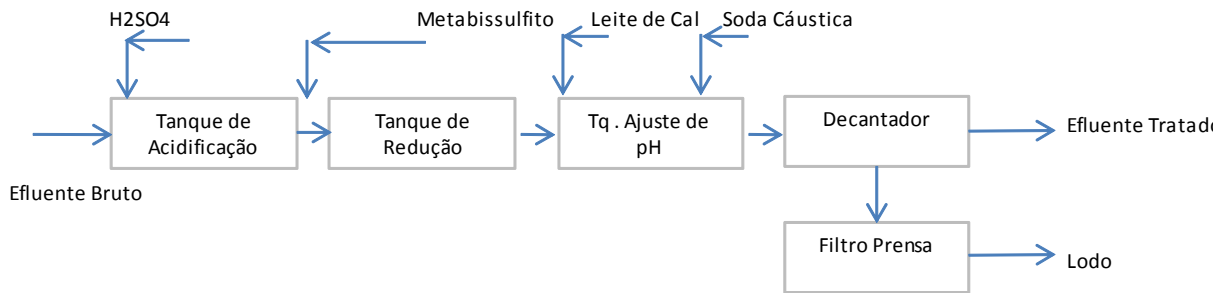 H2SO4
Metabissulfito
Leite de Cal
Soda Cáustica
Tanque de
Acidificação
Tanque de
Redução
Tq . Ajuste de
pH
Decantador
Efluente Tratado
Efluente Bruto
Filtro Prensa
Lodo